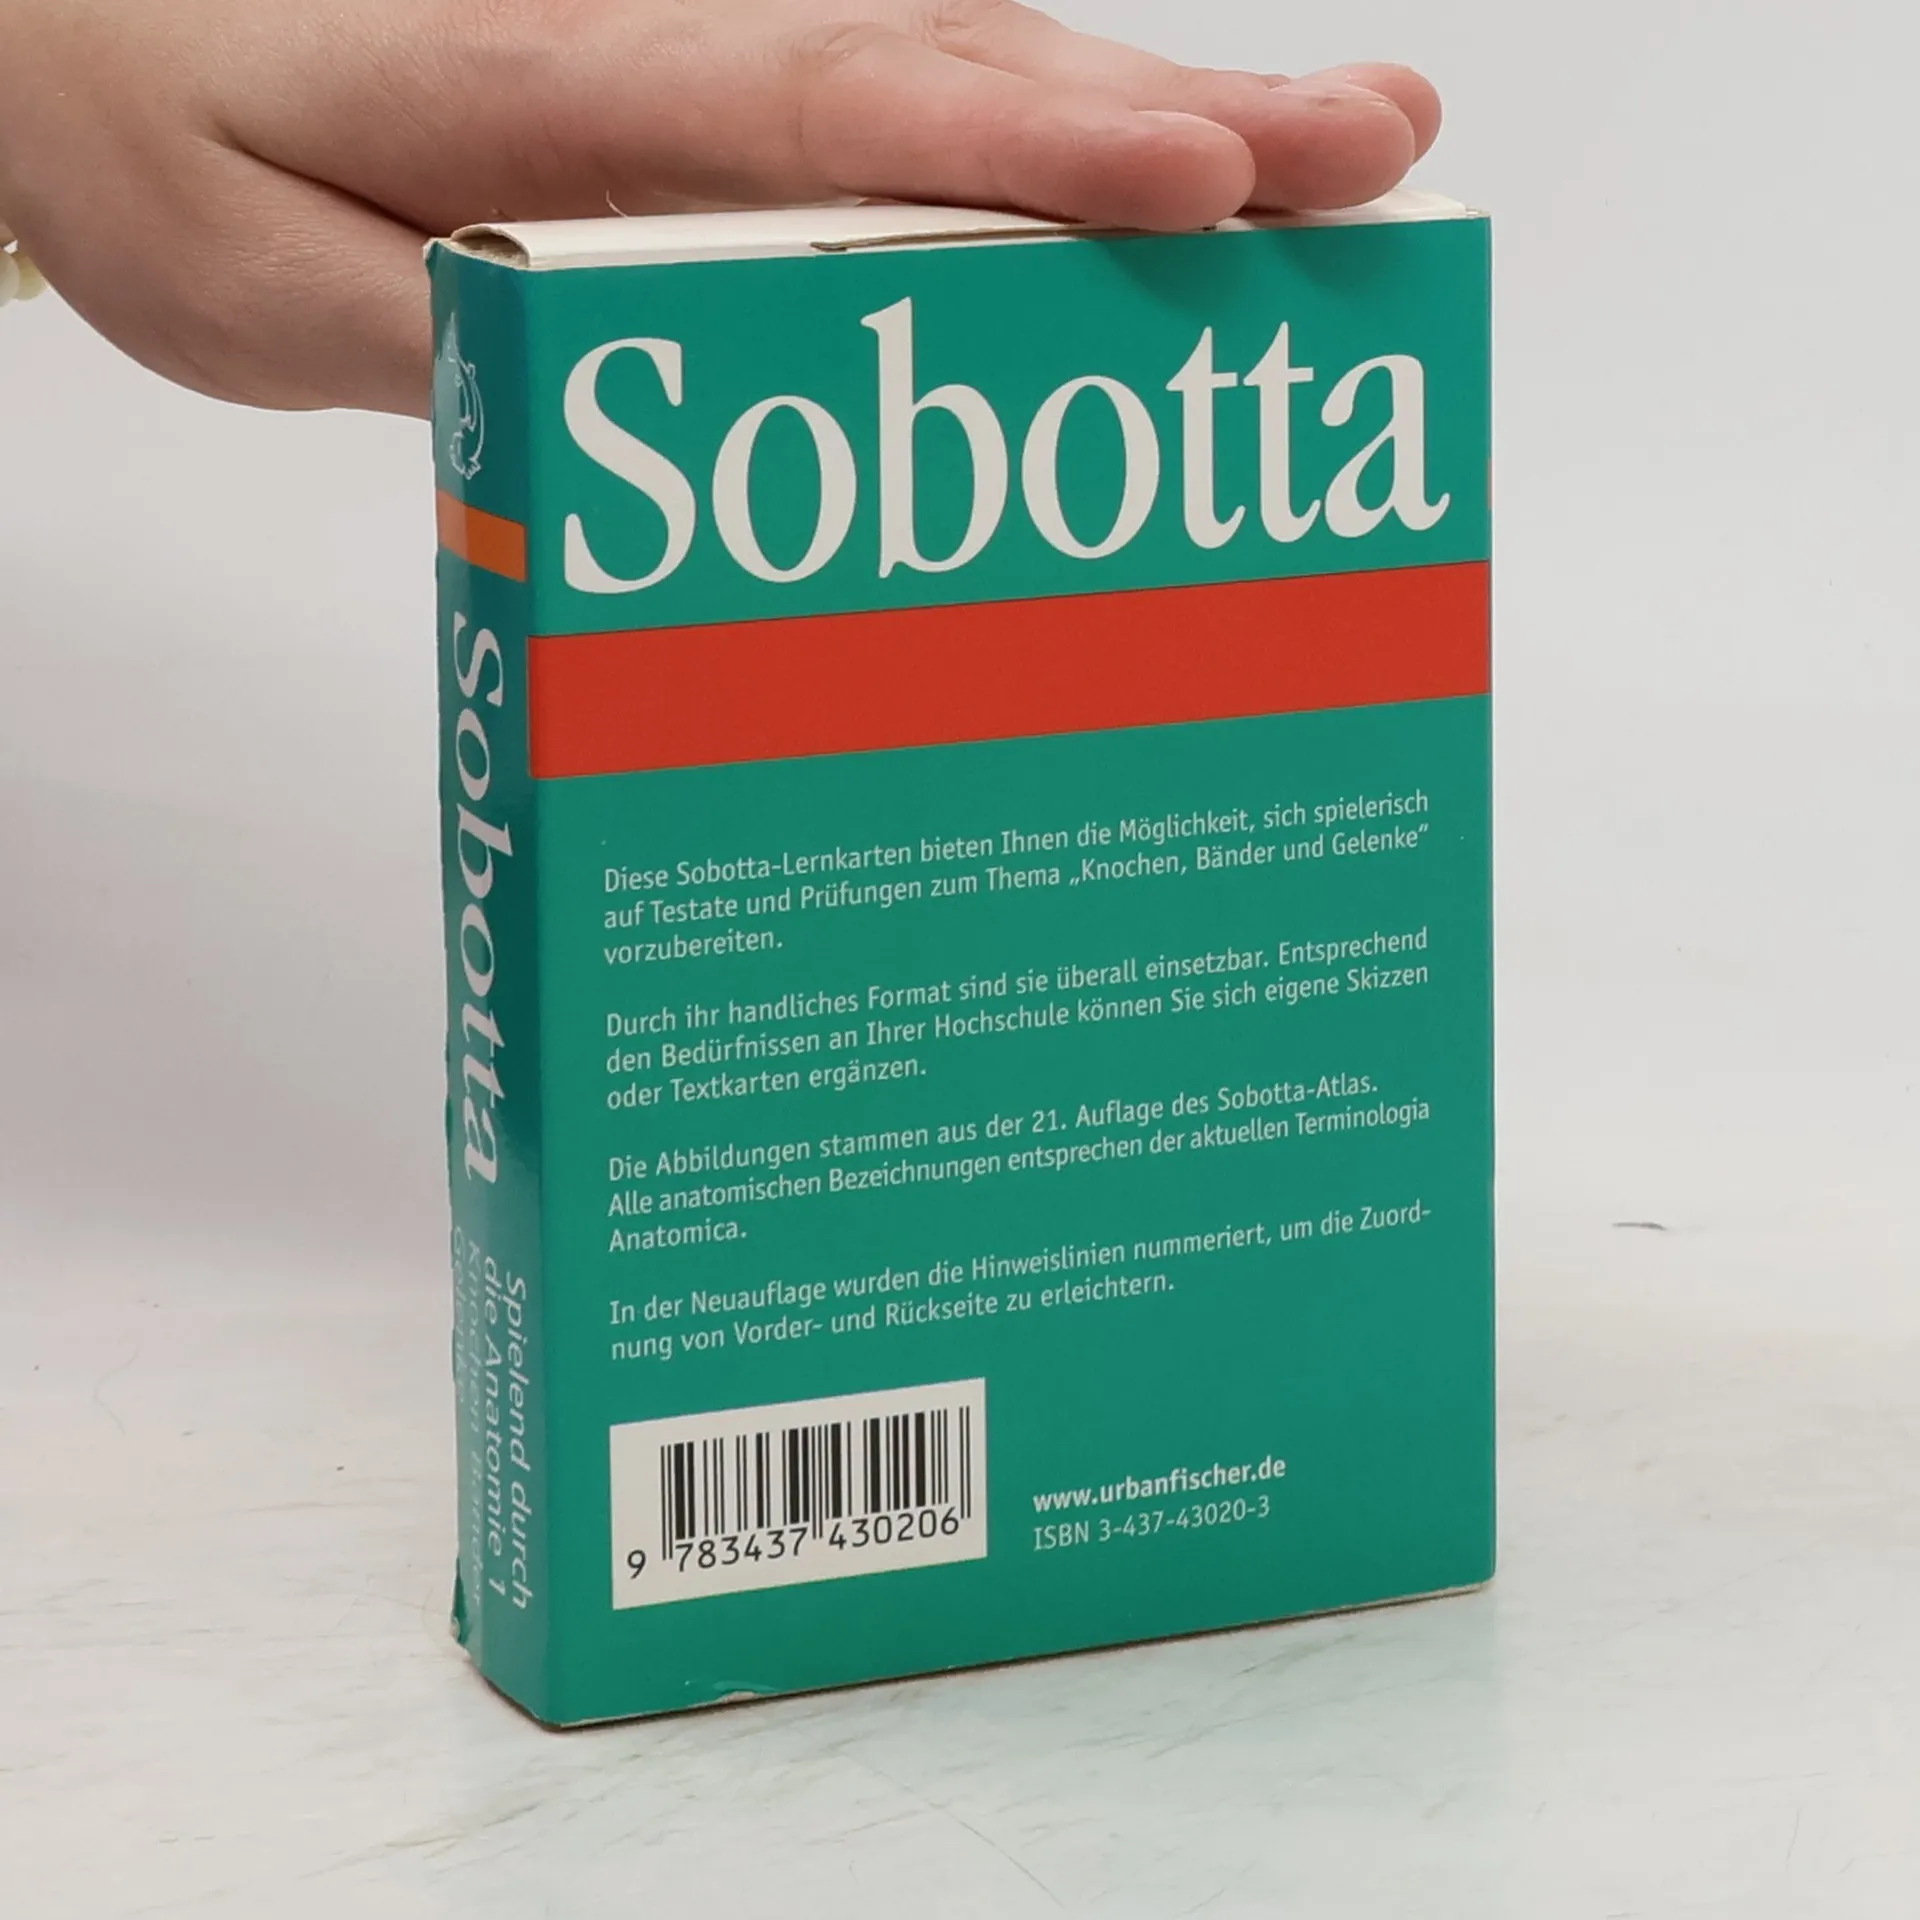 Sobotta
Diese Sobotta-Lernkarten bieten Ihnen die Möglichkeit, sich spielerisch
auf Testate und Prüfungen zum Thema „Knochen, Bänder und Gelenke“
vorzubereiten.
Durch ihr handliches Format sind sie überall einsetzbar. Entsprechend
den Bedürfnissen an Ihrer Hochschule können Sie sich eigene Skizzen
oder Textkarten ergänzen.
Die Abbildungen stammen aus der 21. Auflage des Sobotta-Atlas.
Alle anatomischen Bezeichnungen entsprechen der aktuellen Terminologia
Anatomica.
In der Neuauflage wurden die Hinweislinien nummeriert, um die Zuord-
nung von Vorder- und Rückseite zu erleichtern.
9 783437 430206
www.urbanfischer.de
ISBN 3-437-43020-3
Sobotta
Spielend durch
die Anatomie 1
Knochen Bänder
Gelenke